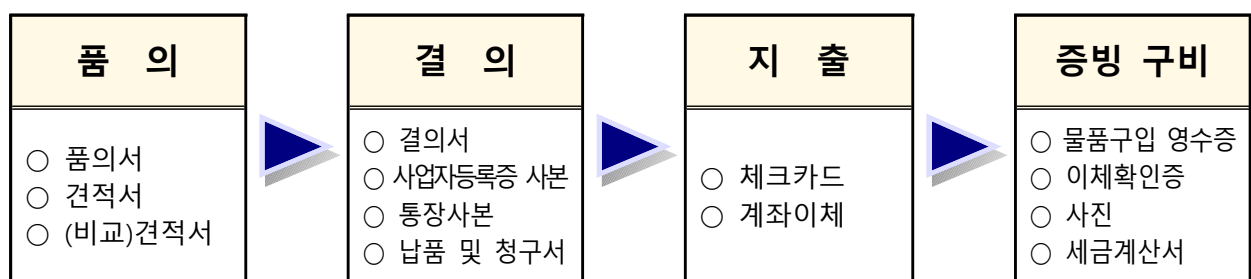 품 의
○ 품의서
○ 견적서
○ (비교)견적서
결 의
○ 결의서
○ 사업자등록증 사본
○ 통장사본
○ 납품 및 청구서
지 출
○ 체크카드
○ 계좌이체
증빙 구비
○ 물품구입 영수증
○ 이체확인증
○ 사진
○ 세금계산서